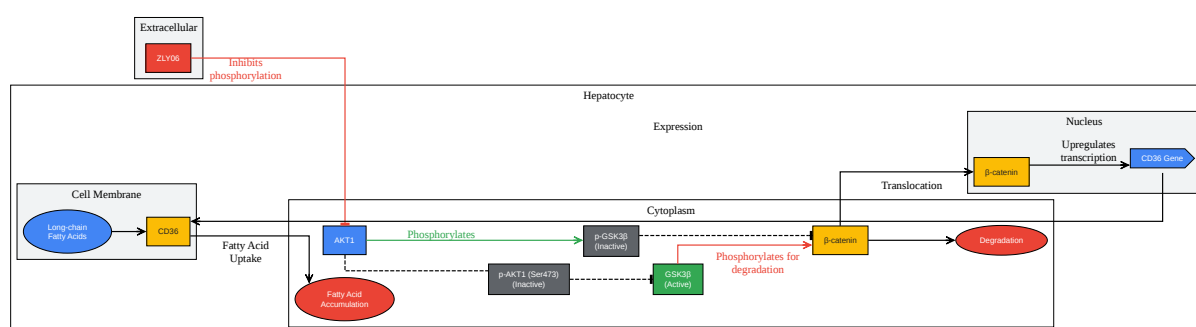 Extracellular
ZLY06
Inhibits
phosphorylation
Hepatocyte
Expression
Nucleus
Upregulates
transcription
CD36 Gene
β-catenin
Translocation
Cell Membrane
Long-chain
Fatty Acids
CD36
Fatty Acid
Uptake
Cytoplasm
AKT1
Phosphorylates
p-GSK3β
(Inactive)
β-catenin
Degradation
Phosphorylates for
degradation
p-AKT1 (Ser473)
(Inactive)
GSK3β
(Active)
Fatty Acid
Accumulation